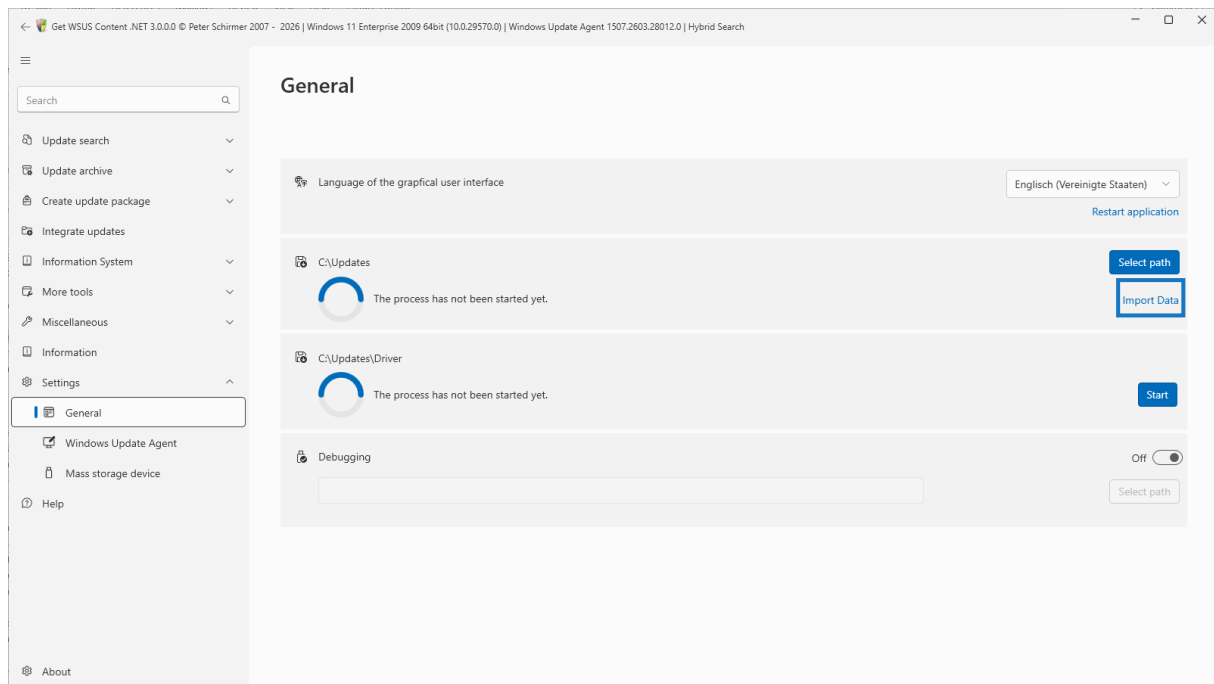 Get WSUS Content .NET 3.0.0.0 © Peter Schirmer 2007 - 2026 | Windows 11 Enterprise 2009 64bit (10.0.29570.0) | Windows Update Agent 1507.2603.28012.0 | Hybrid Search
Search
Update search
Update archive
Create update package
Integrate updates
Information System
More tools
Miscellaneous
Information
Settings
General
Windows Update Agent
Mass storage device
Help
About
General
Language of the grapfical user interface
Englisch (Vereinigte Staaten)
Restart application
C:\Updates
Select path
The process has not been started yet.
Import Data
C:\Updates\Driver
The process has not been started yet.
Start
Debugging
Off
Select path